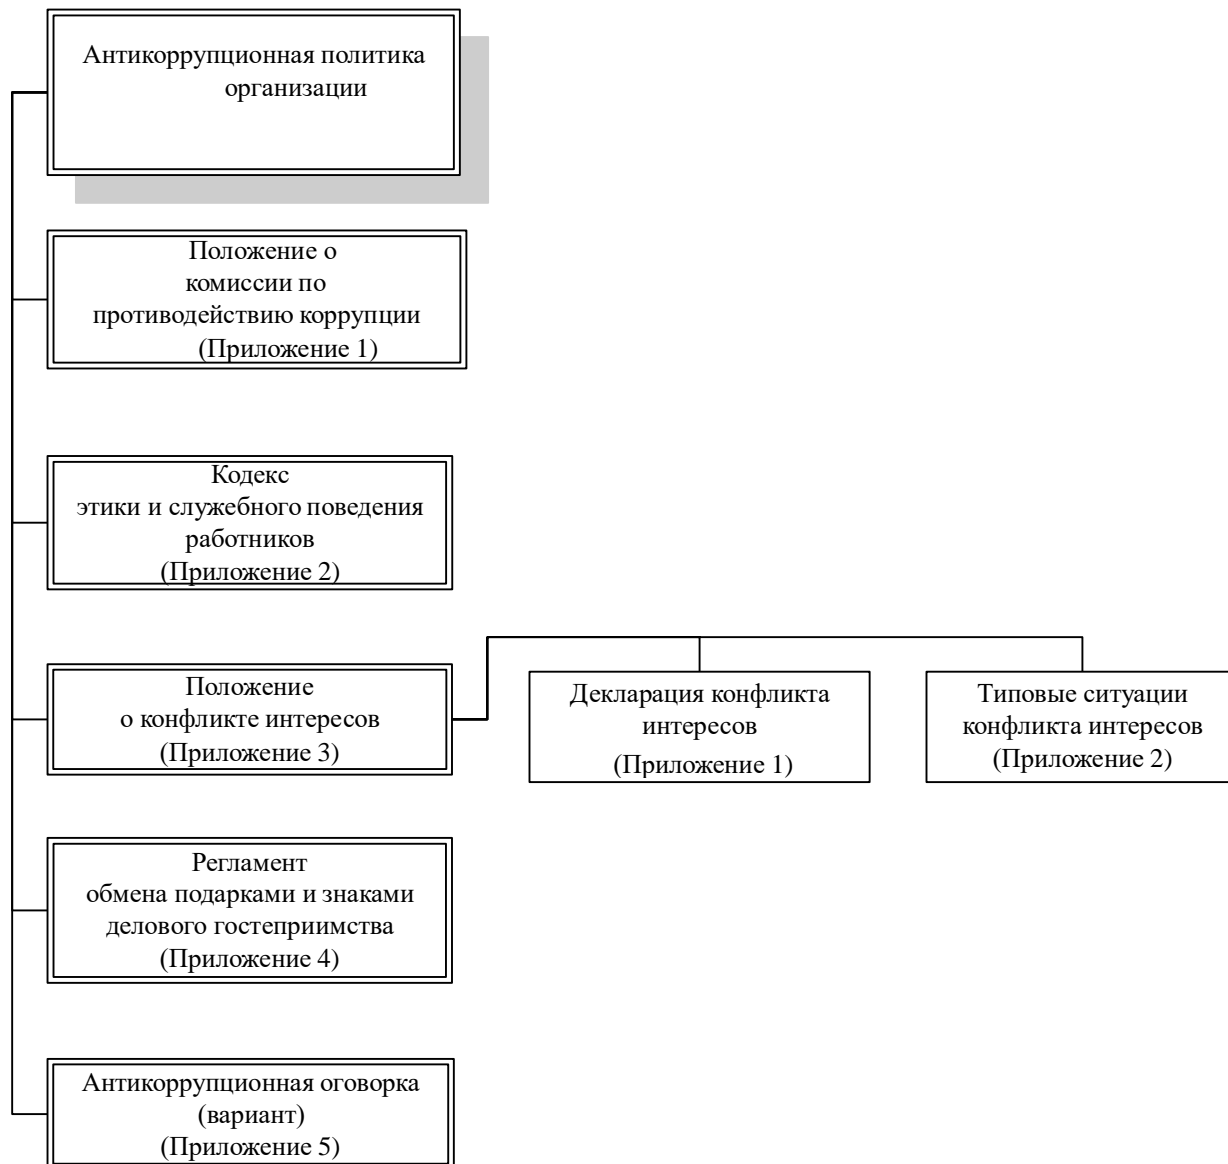 Антикоррупционная политика
организации
Положение о
комиссии по
противодействию коррупции
(Приложение 1)
Кодекс
этики и служебного поведения
работников
(Приложение 2)
Положение
о конфликте интересов
(Приложение 3)
Декларация конфликта
интересов
(Приложение 1)
Типовые ситуации
конфликта интересов
(Приложение 2)
Регламент
обмена подарками и знаками
делового гостеприимства
(Приложение 4)
Антикоррупционная оговорка
(вариант)
(Приложение 5)